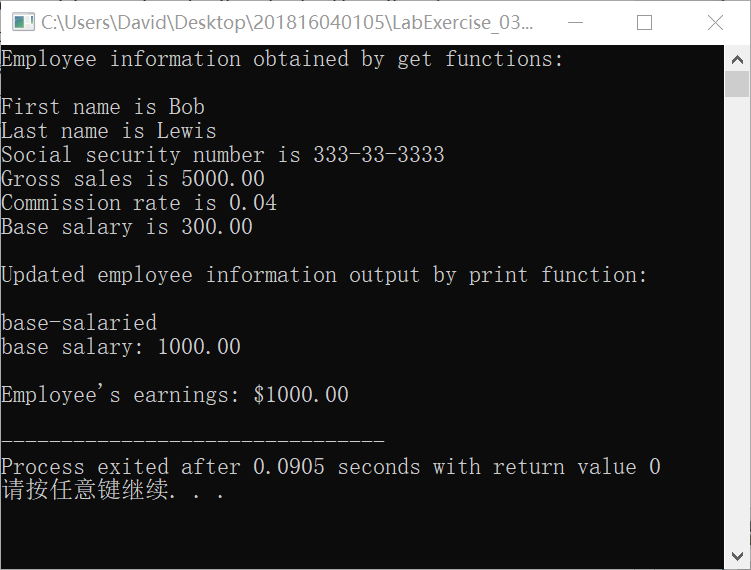 C:\Users\David\Desktop\201816040105\LabExercise_03...
Employee information obtained by get functions:
First name is Bob
Last name is Lewis
Social security number is 333-33-3333
Gross sales is 5000.00
Commission rate is 0.04
Base salary is 300.00
Updated employee information output by print function:
base-salaried
base salary: 1000.00
Employee's earnings: $1000.00
--------------------------------
Process exited after 0.0905 seconds with return value 0
请按任意键继续. . .